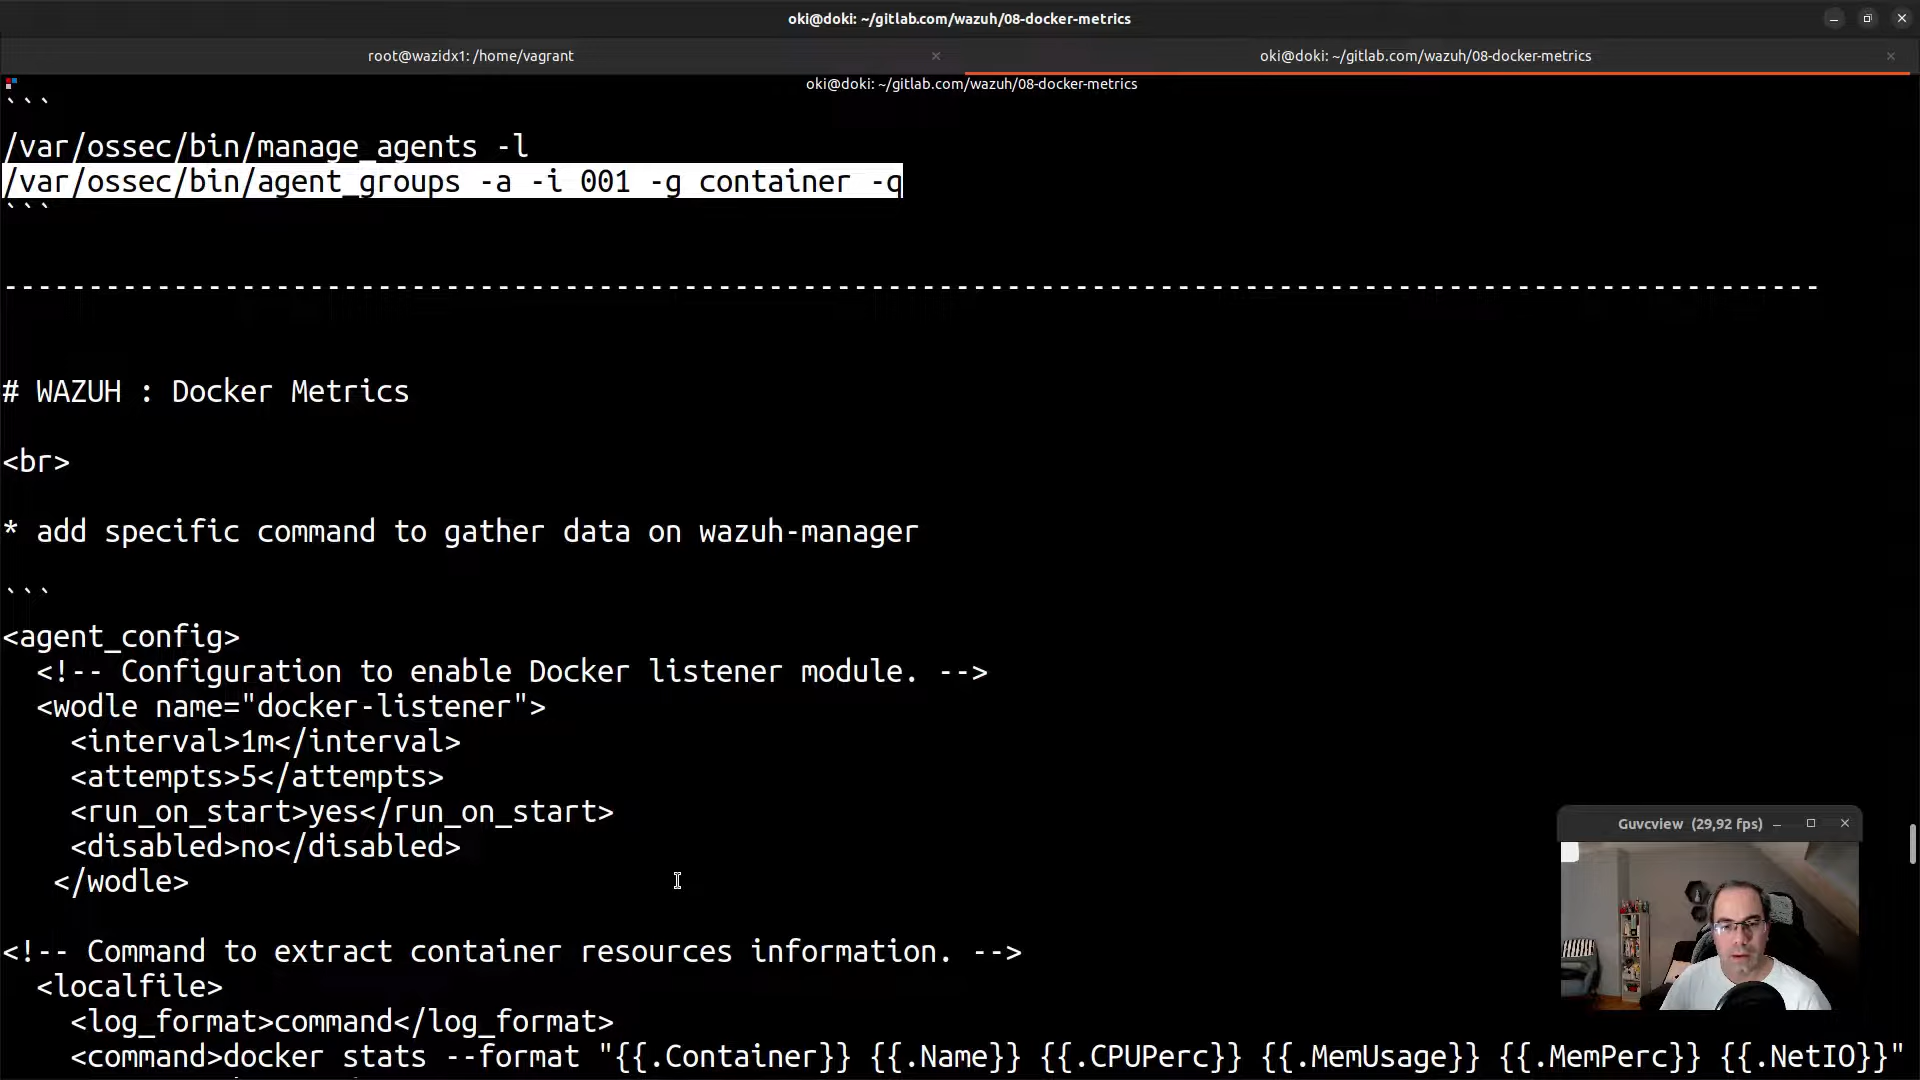 oki@doki: ~/gitlab.com/wazuh/08-docker-metrics
root@wazidx1: /home/vagrant
oki@doki: ~/gitlab.com/wazuh/08-docker-metrics
oki@doki: ~/gitlab.com/wazuh/08-docker-metrics
```
/var/ossec/bin/manage_agents -l
/var/ossec/bin/agent_groups -a -i 001 -g container -q
```
-----------------------------------------------------------------------------------------------------------
# WAZUH : Docker Metrics
<br>
* add specific command to gather data on wazuh-manager
```
<agent_config>
  <!-- Configuration to enable Docker listener module. -->
  <wodle name="docker-listener">
    <interval>1m</interval>
    <attempts>5</attempts>
    <run_on_start>yes</run_on_start>
    <disabled>no</disabled>
   </wodle>
<!-- Command to extract container resources information. -->
  <localfile>
    <log_format>command</log_format>
    <command>docker stats --format "{{.Container}} {{.Name}} {{.CPUPerc}} {{.MemUsage}} {{.MemPerc}} {{.NetIO}}"
Guvcview (29,92 fps)